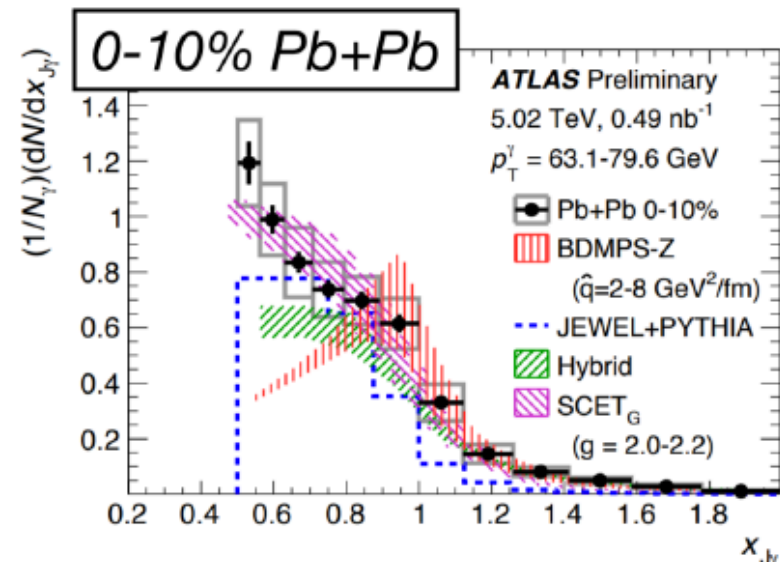 0-10% Pb+Pb
ATLAS Preliminary
5.02 TeV, 0.49 nb⁻¹
p_T^γ = 63.1-79.6 GeV
Pb+Pb 0-10%
BDMPS-Z
(q̂=2-8 GeV²/fm)
JEWEL+PYTHIA
Hybrid
SCET_G
(g = 2.0-2.2)
(1/N_γ)(dN/dx_Jγ)
1.4
1.2
1
0.8
0.6
0.4
0.2
0.2 0.4 0.6 0.8 1 1.2 1.4 1.6 1.8
x_Jγ